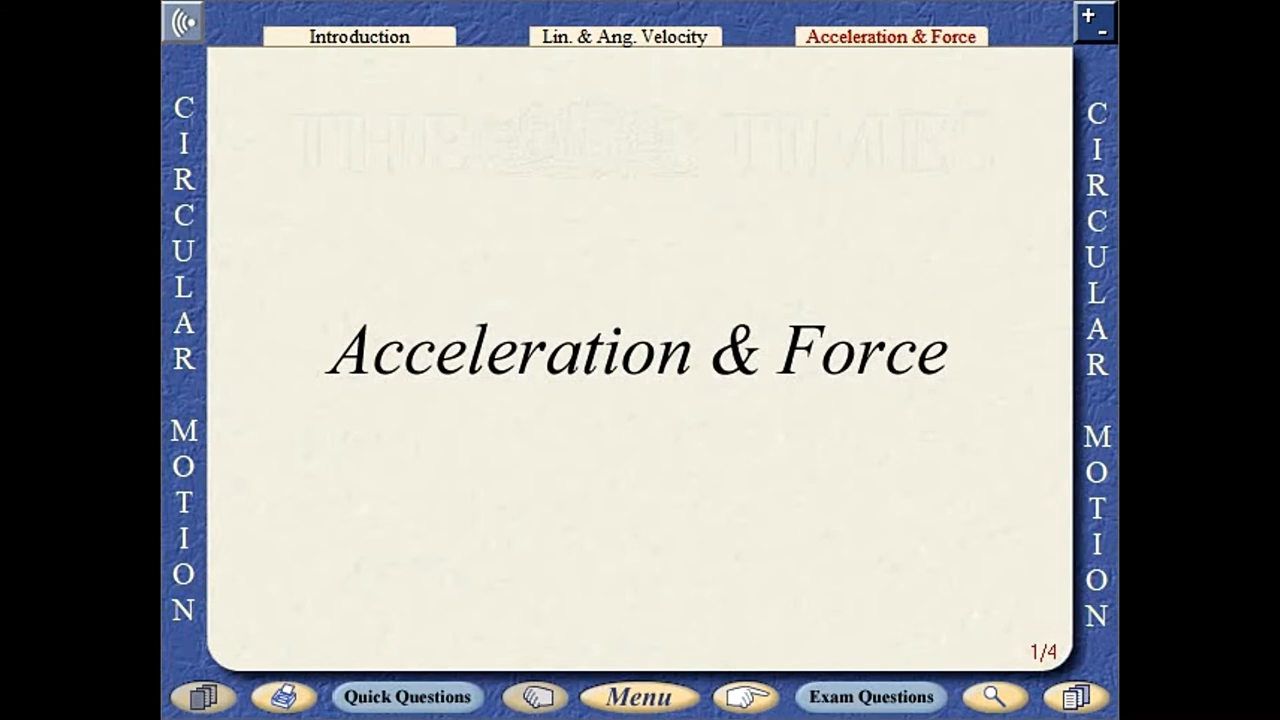 Introduction
Lin. & Ang. Velocity
Acceleration & Force
+
-
CIRCULAR MOTION
Acceleration & Force
CIRCULAR MOTION
1/4
Quick Questions
Menu
Exam Questions